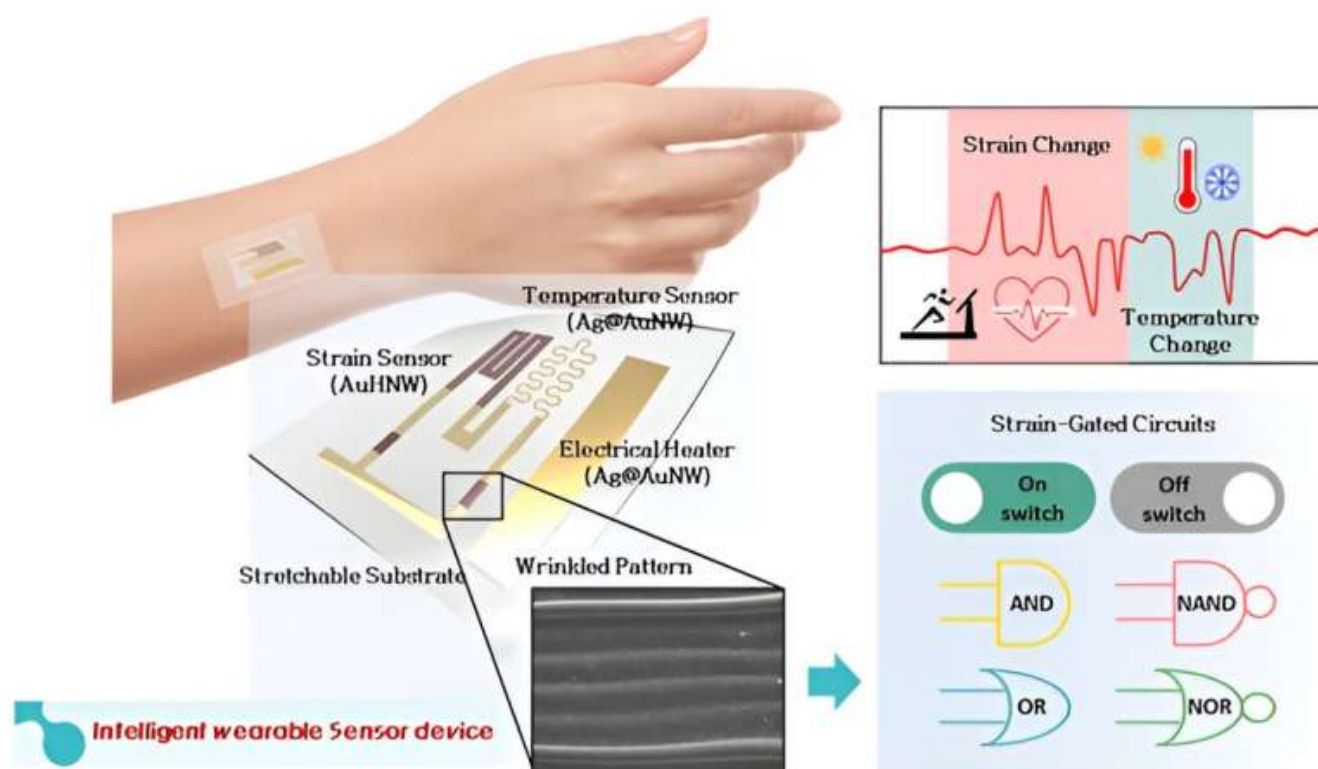 Strain Change
Temperature
Change
Temperature Sensor
(Ag@AuNW)
Strain Sensor
(AuHNW)
Electrical Heater
(Ag@AuNW)
Stretchable Substrate
Wrinkled Pattern
Intelligent wearable Sensor device
Strain-Gated Circuits
On
switch
Off
switch
AND
NAND
OR
NOR